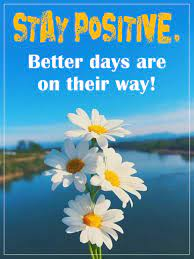 STAY POSITIVE.
Better days are
on their way!